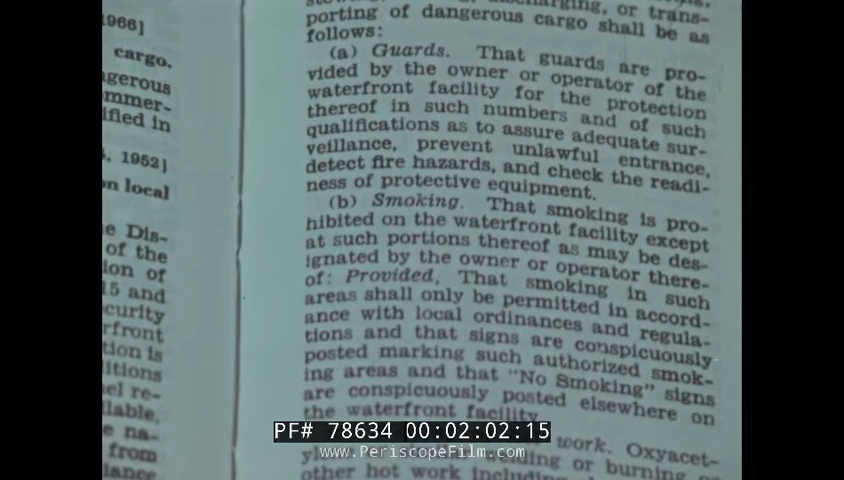 1966]
cargo.
gerous
mmer-
ified in
, 1952]
n local
e Dis-
of the
ion of
15 and
curity
rfront
tion is
itions
el re-
lable,
e na-
from
iance
charging, or trans-
porting of dangerous cargo shall be as
follows:
(a) Guards. That guards are pro-
vided by the owner or operator of the
waterfront facility for the protection
thereof in such numbers and of such
qualifications as to assure adequate sur-
veillance, prevent unlawful entrance,
detect fire hazards, and check the readi-
ness of protective equipment.
(b) Smoking. That smoking is pro-
hibited on the waterfront facility except
at such portions thereof as may be des-
ignated by the owner or operator there-
of: Provided, That smoking in such
areas shall only be permitted in accord-
ance with local ordinances and regula-
tions and that signs are conspicuously
posted marking such authorized smok-
ing areas and that "No Smoking" signs
are conspicuously posted elsewhere on
the waterfront facility.
work. Oxyacet-
or burning
other hot work including
PF# 78634 00:02:02:15
www.PeriscopeFilm.com